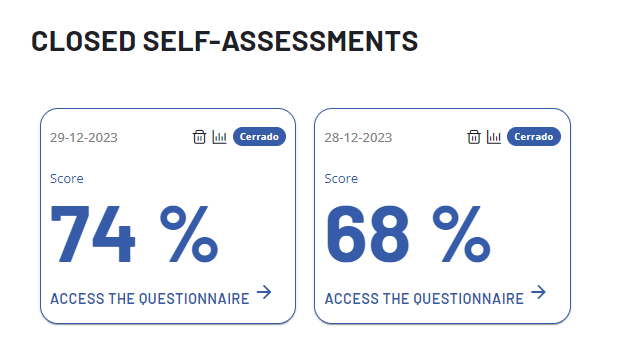 CLOSED SELF-ASSESSMENTS
29-12-2023 Cerrado
Score
74 %
ACCESS THE QUESTIONNAIRE
28-12-2023 Cerrado
Score
68 %
ACCESS THE QUESTIONNAIRE